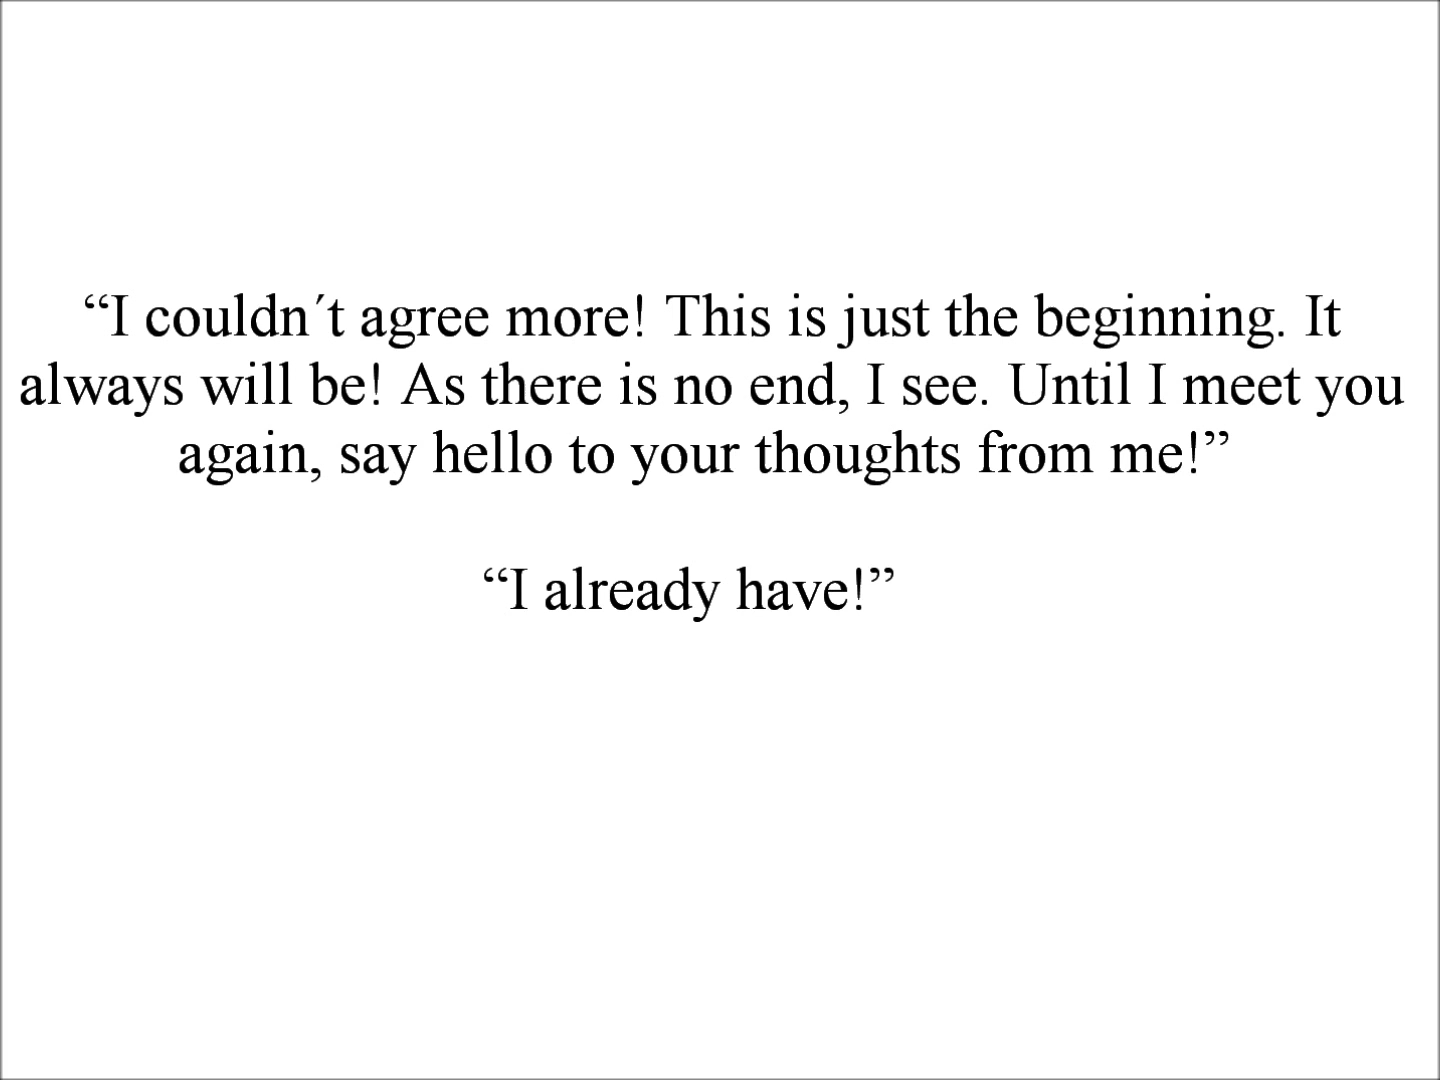 “I couldn´t agree more! This is just the beginning. It
always will be! As there is no end, I see. Until I meet you
again, say hello to your thoughts from me!”
“I already have!”